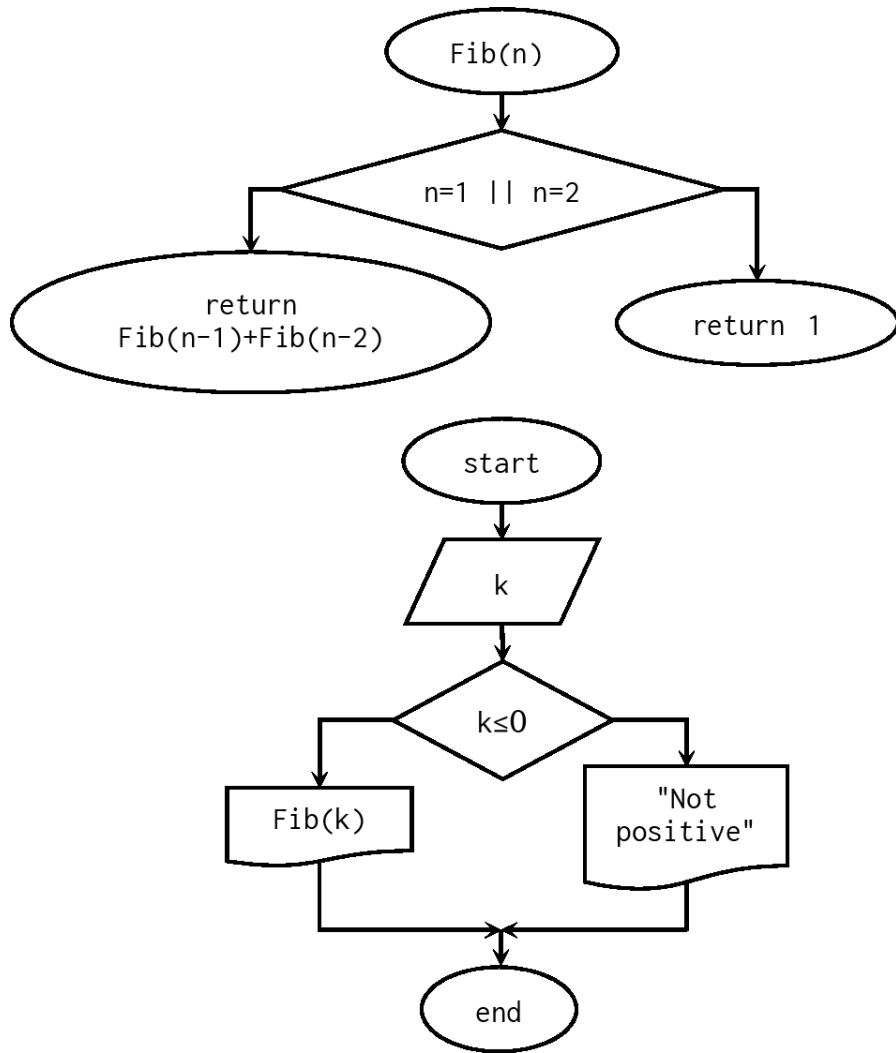 Fib(n)
n=1 || n=2
return
Fib(n-1)+Fib(n-2)
return 1
start
k
k≤0
Fib(k)
"Not
positive"
end